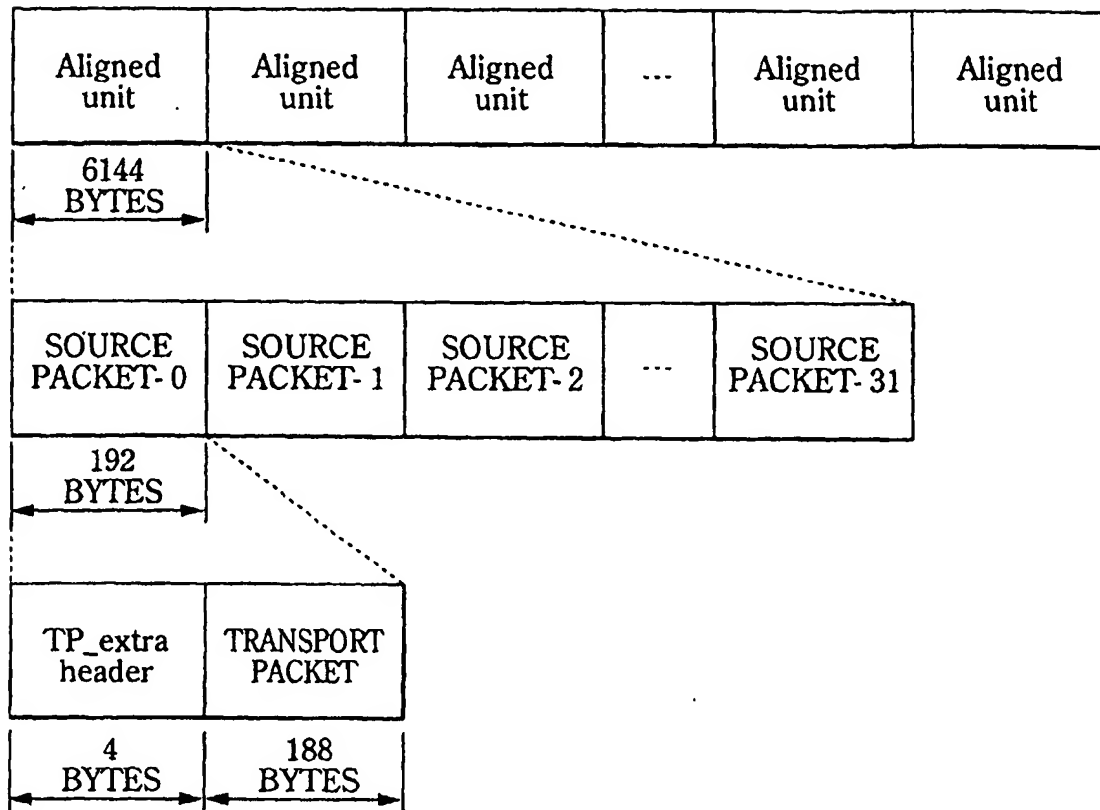 Aligned unit
Aligned unit
Aligned unit
---
Aligned unit
Aligned unit
6144 BYTES
SOURCE PACKET-0
SOURCE PACKET-1
SOURCE PACKET-2
---
SOURCE PACKET-31
192 BYTES
TP_extra header
TRANSPORT PACKET
4 BYTES
188 BYTES